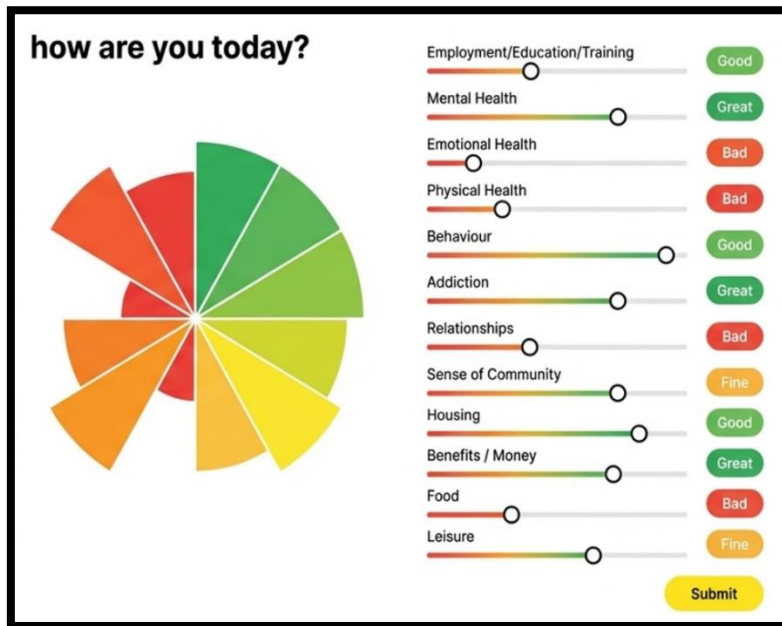 how are you today?
Employment/Education/Training
Good
Mental Health
Great
Emotional Health
Bad
Physical Health
Bad
Behaviour
Good
Addiction
Great
Relationships
Bad
Sense of Community
Fine
Housing
Good
Benefits / Money
Great
Food
Bad
Leisure
Fine
Submit